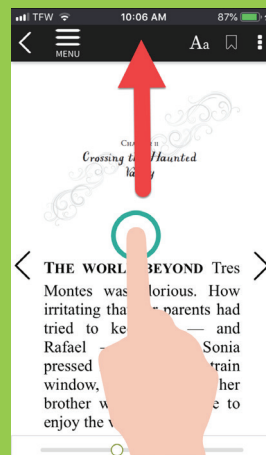 TFW 10:06 AM 87%
MENU Aa
Crossing Haunted
THE WORL BEYOND Tres
Montes was lorious. How
irritating tha parents had
tried to ke — and
Rafael Sonia
pressed train
window, her
brother w e to
enjoy the